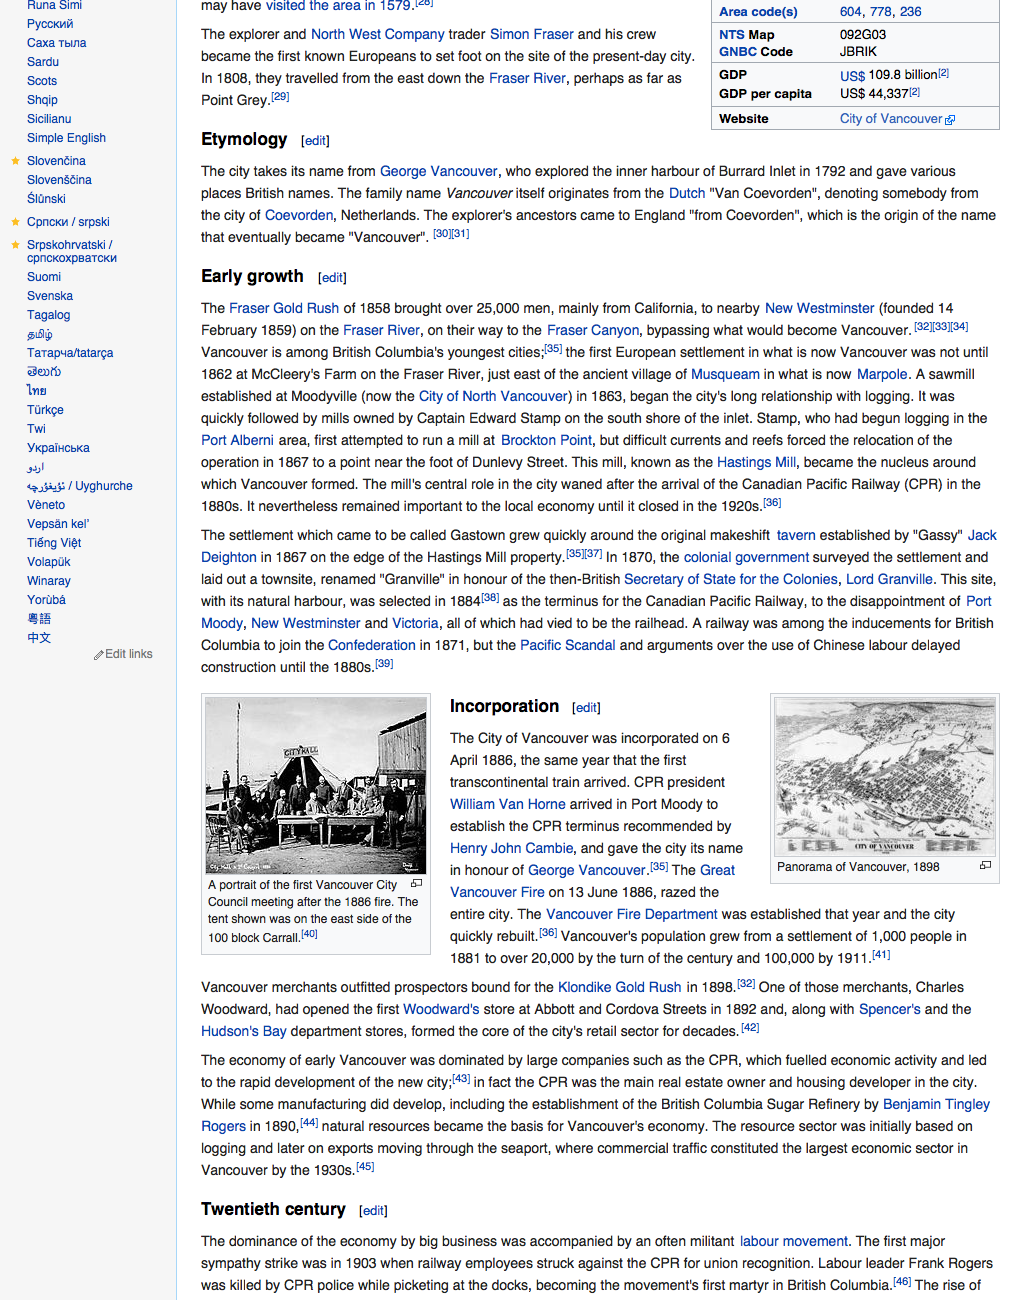 Runa Simi
Русский
Саха тыла
Sardu
Scots
Shqip
Sicilianu
Simple English
Slovenčina
Slovenščina
Ślůnski
Српски / srpski
Srpskohrvatski /
српскохрватски
Suomi
Svenska
Tagalog
தமிழ்
Татарча/tatarça
తెలుగు
ไทย
Türkçe
Twi
Українська
اردو
ئۇيغۇرچە / Uyghurche
Vèneto
Vepsän kel'
Tiếng Việt
Volapük
Winaray
Yorùbá
粵語
中文
Edit links
may have visited the area in 1579.[28]
The explorer and North West Company trader Simon Fraser and his crew
became the first known Europeans to set foot on the site of the present-day city.
In 1808, they travelled from the east down the Fraser River, perhaps as far as
Point Grey.[29]
Area code(s) 604, 778, 236
NTS Map 092G03
GNBC Code JBRIK
GDP US$ 109.8 billion[2]
GDP per capita US$ 44,337[2]
Website City of Vancouver
Etymology [edit]
The city takes its name from George Vancouver, who explored the inner harbour of Burrard Inlet in 1792 and gave various
places British names. The family name Vancouver itself originates from the Dutch "Van Coevorden", denoting somebody from
the city of Coevorden, Netherlands. The explorer's ancestors came to England "from Coevorden", which is the origin of the name
that eventually became "Vancouver". [30][31]
Early growth [edit]
The Fraser Gold Rush of 1858 brought over 25,000 men, mainly from California, to nearby New Westminster (founded 14
February 1859) on the Fraser River, on their way to the Fraser Canyon, bypassing what would become Vancouver. [32][33][34]
Vancouver is among British Columbia's youngest cities;[35] the first European settlement in what is now Vancouver was not until
1862 at McCleery's Farm on the Fraser River, just east of the ancient village of Musqueam in what is now Marpole. A sawmill
established at Moodyville (now the City of North Vancouver) in 1863, began the city's long relationship with logging. It was
quickly followed by mills owned by Captain Edward Stamp on the south shore of the inlet. Stamp, who had begun logging in the
Port Alberni area, first attempted to run a mill at Brockton Point, but difficult currents and reefs forced the relocation of the
operation in 1867 to a point near the foot of Dunlevy Street. This mill, known as the Hastings Mill, became the nucleus around
which Vancouver formed. The mill's central role in the city waned after the arrival of the Canadian Pacific Railway (CPR) in the
1880s. It nevertheless remained important to the local economy until it closed in the 1920s.[36]
The settlement which came to be called Gastown grew quickly around the original makeshift tavern established by "Gassy" Jack
Deighton in 1867 on the edge of the Hastings Mill property.[35][37] In 1870, the colonial government surveyed the settlement and
laid out a townsite, renamed "Granville" in honour of the then-British Secretary of State for the Colonies, Lord Granville. This site,
with its natural harbour, was selected in 1884[38] as the terminus for the Canadian Pacific Railway, to the disappointment of Port
Moody, New Westminster and Victoria, all of which had vied to be the railhead. A railway was among the inducements for British
Columbia to join the Confederation in 1871, but the Pacific Scandal and arguments over the use of Chinese labour delayed
construction until the 1880s.[39]
CITY HALL
A portrait of the first Vancouver City
Council meeting after the 1886 fire. The
tent shown was on the east side of the
100 block Carrall.[40]
Incorporation [edit]
The City of Vancouver was incorporated on 6
April 1886, the same year that the first
transcontinental train arrived. CPR president
William Van Horne arrived in Port Moody to
establish the CPR terminus recommended by
Henry John Cambie, and gave the city its name
in honour of George Vancouver.[35] The Great
Vancouver Fire on 13 June 1886, razed the
entire city. The Vancouver Fire Department was established that year and the city
quickly rebuilt.[36] Vancouver's population grew from a settlement of 1,000 people in
1881 to over 20,000 by the turn of the century and 100,000 by 1911.[41]
CITY OF VANCOUVER
Panorama of Vancouver, 1898
Vancouver merchants outfitted prospectors bound for the Klondike Gold Rush in 1898.[32] One of those merchants, Charles
Woodward, had opened the first Woodward's store at Abbott and Cordova Streets in 1892 and, along with Spencer's and the
Hudson's Bay department stores, formed the core of the city's retail sector for decades.[42]
The economy of early Vancouver was dominated by large companies such as the CPR, which fuelled economic activity and led
to the rapid development of the new city;[43] in fact the CPR was the main real estate owner and housing developer in the city.
While some manufacturing did develop, including the establishment of the British Columbia Sugar Refinery by Benjamin Tingley
Rogers in 1890,[44] natural resources became the basis for Vancouver's economy. The resource sector was initially based on
logging and later on exports moving through the seaport, where commercial traffic constituted the largest economic sector in
Vancouver by the 1930s.[45]
Twentieth century [edit]
The dominance of the economy by big business was accompanied by an often militant labour movement. The first major
sympathy strike was in 1903 when railway employees struck against the CPR for union recognition. Labour leader Frank Rogers
was killed by CPR police while picketing at the docks, becoming the movement's first martyr in British Columbia.[46] The rise of